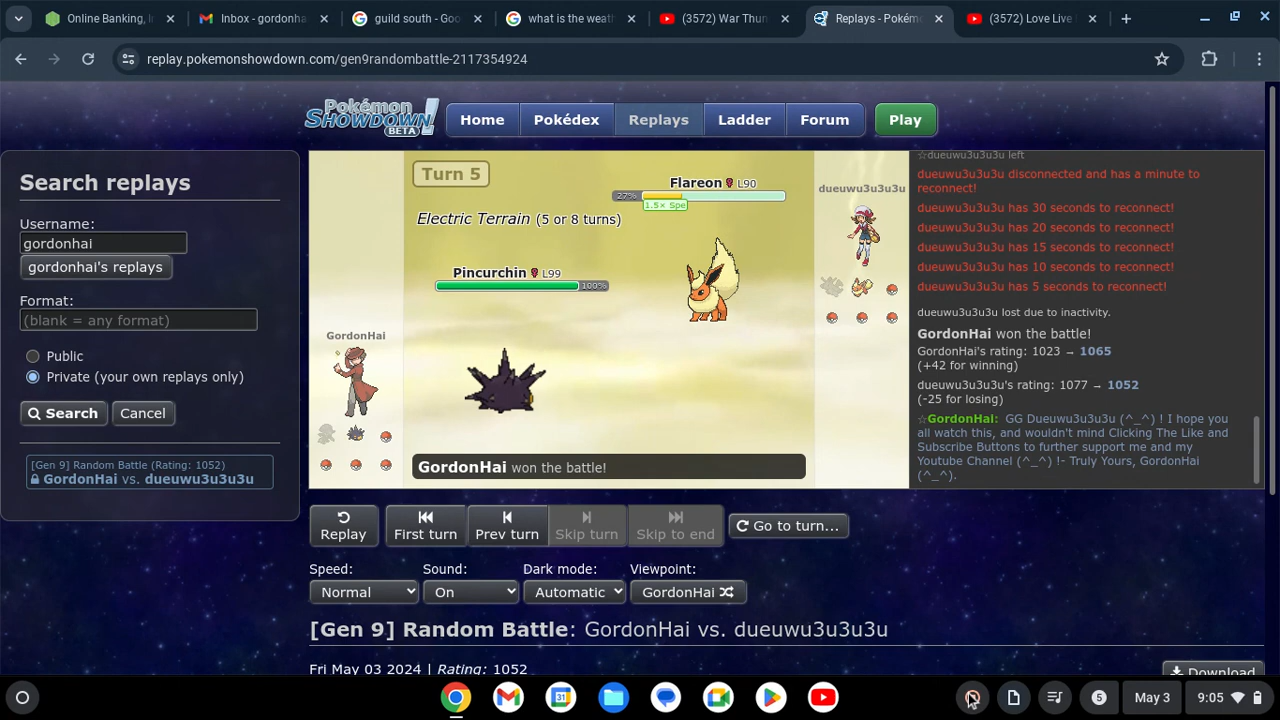 Online Banking, I
Inbox - gordonha
guild south - Goo
what is the weat
(3572) War Thun
Replays - Pokém
(3572) Love Live
replay.pokemonshowdown.com/gen9randombattle-2117354924
Pokémon
SHOWDOWN!
BETA
Home
Pokédex
Replays
Ladder
Forum
Play
Search replays
Username:
gordonhai
gordonhai's replays
Format:
(blank = any format)
Public
Private (your own replays only)
Search
Cancel
[Gen 9] Random Battle (Rating: 1052)
GordonHai vs. dueuwu3u3u3u
Turn 5
Electric Terrain (5 or 8 turns)
Flareon L90
27%
1.5× Spe
Pincurchin L99
100%
GordonHai
dueuwu3u3u3u
GordonHai won the battle!
☆dueuwu3u3u3u left
dueuwu3u3u3u disconnected and has a minute to
reconnect!
dueuwu3u3u3u has 30 seconds to reconnect!
dueuwu3u3u3u has 20 seconds to reconnect!
dueuwu3u3u3u has 15 seconds to reconnect!
dueuwu3u3u3u has 10 seconds to reconnect!
dueuwu3u3u3u has 5 seconds to reconnect!
dueuwu3u3u3u lost due to inactivity.
GordonHai won the battle!
GordonHai's rating: 1023 → 1065
(+42 for winning)
dueuwu3u3u3u's rating: 1077 → 1052
(-25 for losing)
☆GordonHai: GG Dueuwu3u3u3u (^_^) ! I hope you
all watch this, and wouldn't mind Clicking The Like and
Subscribe Buttons to further support me and my
Youtube Channel (^_^) !- Truly Yours, GordonHai
(^_^).
Replay
First turn
Prev turn
Skip turn
Skip to end
Go to turn...
Speed:
Normal
Sound:
On
Dark mode:
Automatic
Viewpoint:
GordonHai
[Gen 9] Random Battle: GordonHai vs. dueuwu3u3u3u
Fri May 03 2024 | Rating: 1052
Download
31
5
May 3
9:05